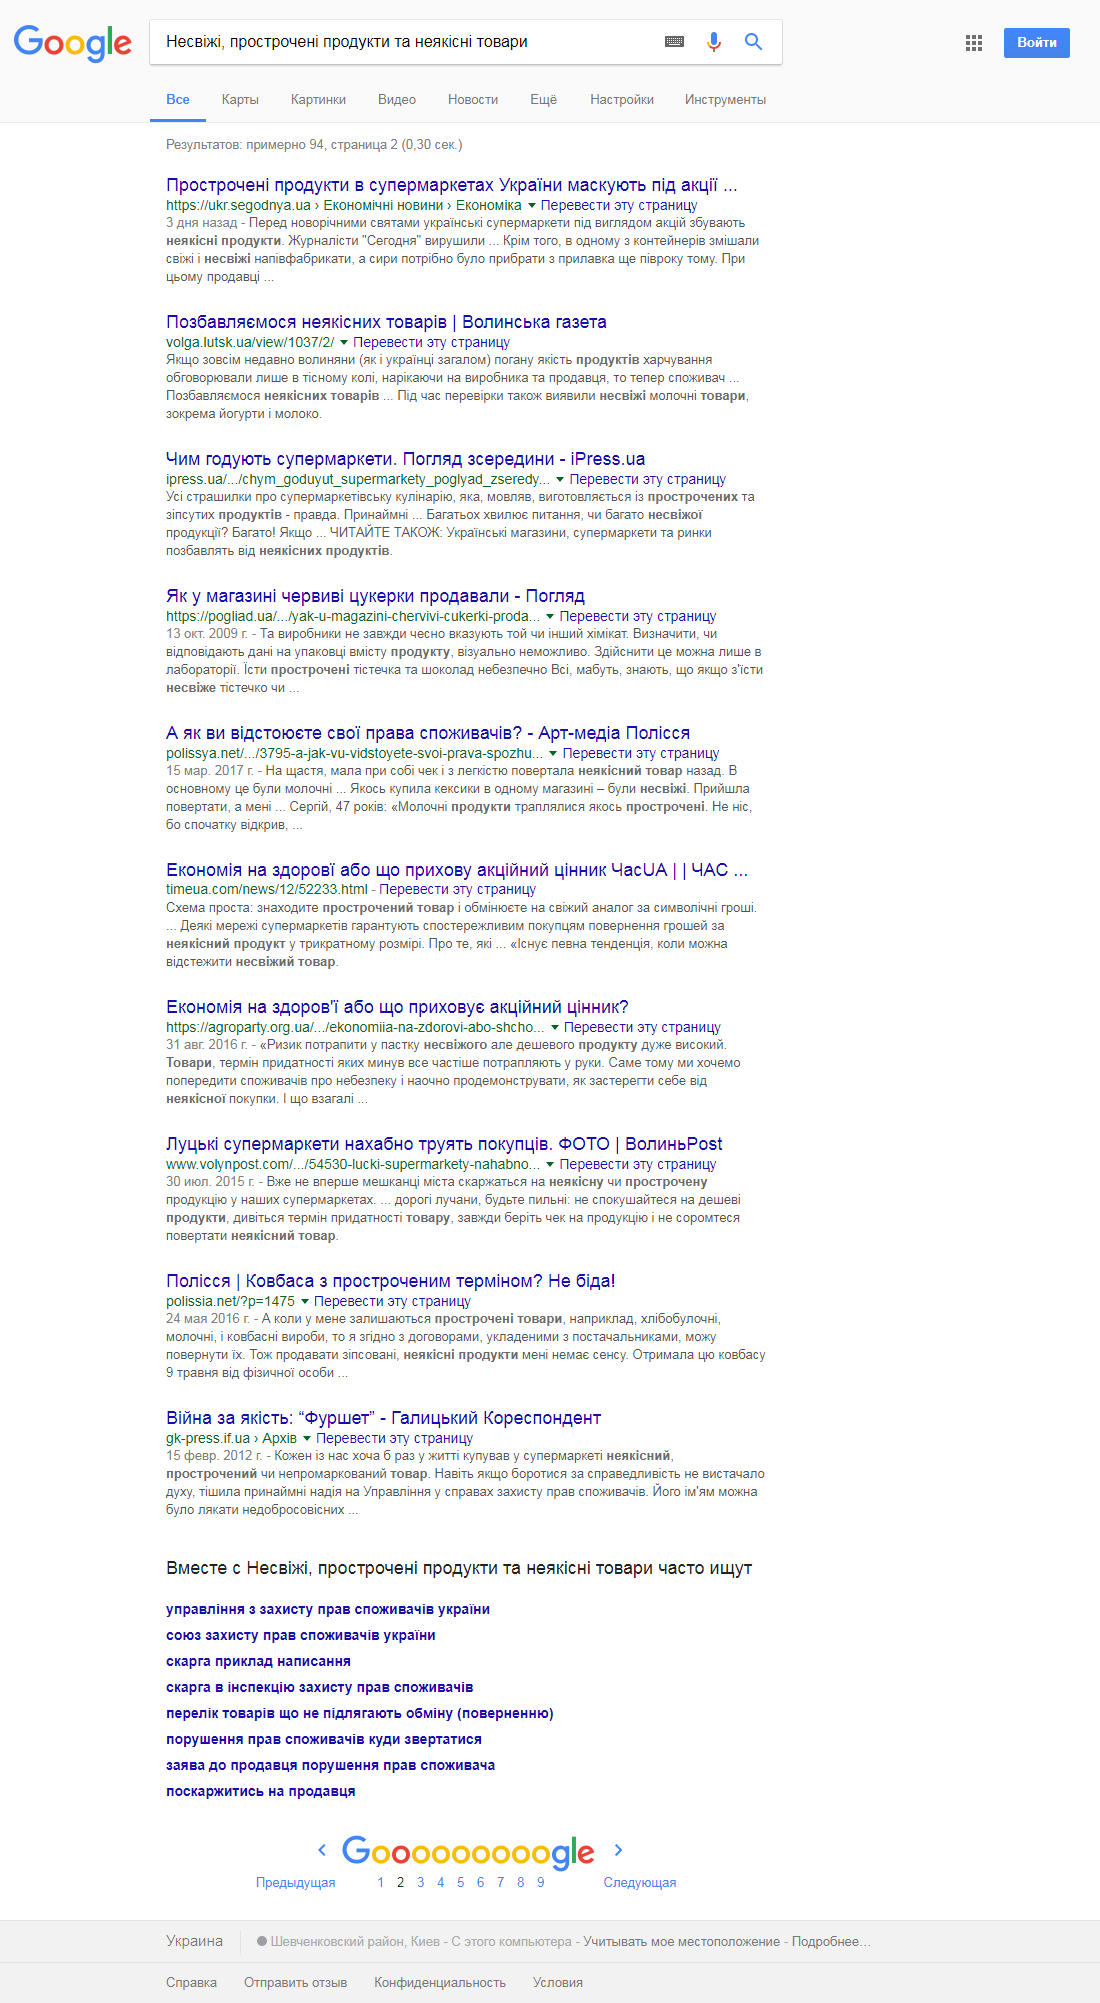 Google
Несвіжі, прострочені продукти та неякісні товари
Войти
Все Карты Картинки Видео Новости Ещё Настройки Инструменты
Результатов: примерно 94, страница 2 (0,30 сек.)
Прострочені продукти в супермаркетах України маскують під акції ...
https://ukr.segodnya.ua › Економічні новини › Економіка Перевести эту страницу
3 дня назад - Перед новорічними святами українські супермаркети під виглядом акцій збувають
неякісні продукти. Журналісти "Сегодня" вирушили ... Крім того, в одному з контейнерів змішали
свіжі і несвіжі напівфабрикати, а сири потрібно було прибрати з прилавка ще півроку тому. При
цьому продавці ...
Позбавляємося неякісних товарів | Волинська газета
volga.lutsk.ua/view/1037/2/ Перевести эту страницу
Якщо зовсім недавно волиняни (як і українці загалом) погану якість продуктів харчування
обговорювали лише в тісному колі, нарікаючи на виробника та продавця, то тепер споживач ...
Позбавляємося неякісних товарів ... Під час перевірки також виявили несвіжі молочні товари,
зокрема йогурти і молоко.
Чим годують супермаркети. Погляд зсередини - iPress.ua
ipress.ua/.../chym_goduyut_supermarkety_poglyad_zseredy... Перевести эту страницу
Усі страшилки про супермаркетівську кулінарію, яка, мовляв, виготовляється із прострочених та
зіпсутих продуктів - правда. Принаймні ... Багатьох хвилює питання, чи багато несвіжої
продукції? Багато! Якщо ... ЧИТАЙТЕ ТАКОЖ: Українські магазини, супермаркети та ринки
позбавлять від неякісних продуктів.
Як у магазині червиві цукерки продавали - Погляд
https://pogliad.ua/.../yak-u-magazini-chervivi-cukerki-proda... Перевести эту страницу
13 окт. 2009 г. - Та виробники не завжди чесно вказують той чи інший хімікат. Визначити, чи
відповідають дані на упаковці вмісту продукту, візуально неможливо. Здійснити це можна лише в
лабораторії. Їсти прострочені тістечка та шоколад небезпечно Всі, мабуть, знають, що якщо з'їсти
несвіже тістечко чи ...
А як ви відстоюєте свої права споживачів? - Арт-медіа Полісся
polissya.net/.../3795-a-jak-vu-vidstoyete-svoi-prava-spozhu... Перевести эту страницу
15 мар. 2017 г. - На щастя, мала при собі чек і з легкістю повертала неякісний товар назад. В
основному це були молочні ... Якось купила кексики в одному магазині – були несвіжі. Прийшла
повертати, а мені ... Сергій, 47 років: «Молочні продукти траплялися якось прострочені. Не ніс,
бо спочатку відкрив, ...
Економія на здоровї або що прихову акційний цінник ЧасUA | | ЧАС ...
timeua.com/news/12/52233.html - Перевести эту страницу
Схема проста: знаходите прострочений товар і обмінюєте на свіжий аналог за символічні гроші.
... Деякі мережі супермаркетів гарантують спостережливим покупцям повернення грошей за
неякісний продукт у трикратному розмірі. Про те, які ... «Існує певна тенденція, коли можна
відстежити несвіжий товар.
Економія на здоров'ї або що приховує акційний цінник?
https://agroparty.org.ua/.../ekonomiia-na-zdorovi-abo-shcho... Перевести эту страницу
31 авг. 2016 г. - «Ризик потрапити у пастку несвіжого але дешевого продукту дуже високий.
Товари, термін придатності яких минув все частіше потрапляють у руки. Саме тому ми хочемо
попередити споживачів про небезпеку і наочно продемонструвати, як застерегти себе від
неякісної покупки. І що взагалі ...
Луцькі супермаркети нахабно труять покупців. ФОТО | ВолиньPost
www.volynpost.com/.../54530-lucki-supermarkety-nahabno... Перевести эту страницу
30 июл. 2015 г. - Вже не вперше мешканці міста скаржаться на неякісну чи прострочену
продукцію у наших супермаркетах. ... дорогі лучани, будьте пильні: не спокушайтеся на дешеві
продукти, дивіться термін придатності товару, завжди беріть чек на продукцію і не соромтеся
повертати неякісний товар.
Полісся | Ковбаса з простроченим терміном? Не біда!
polissia.net/?p=1475 Перевести эту страницу
24 мая 2016 г. - А коли у мене залишаються прострочені товари, наприклад, хлібобулочні,
молочні, і ковбасні вироби, то я згідно з договорами, укладеними з постачальниками, можу
повернути їх. Тож продавати зіпсовані, неякісні продукти мені немає сенсу. Отримала цю ковбасу
9 травня від фізичної особи ...
Війна за якість: “Фуршет” - Галицький Кореспондент
gk-press.if.ua › Архів Перевести эту страницу
15 февр. 2012 г. - Кожен із нас хоча б раз у житті купував у супермаркеті неякісний,
прострочений чи непромаркований товар. Навіть якщо боротися за справедливість не вистачало
духу, тішила принаймні надія на Управління у справах захисту прав споживачів. Його ім'ям можна
було лякати недобросовісних ...
Вместе с Несвіжі, прострочені продукти та неякісні товари часто ищут
управління з захисту прав споживачів україни
союз захисту прав споживачів україни
скарга приклад написання
скарга в інспекцію захисту прав споживачів
перелік товарів що не підлягають обміну (поверненню)
порушення прав споживачів куди звертатися
заява до продавця порушення прав споживача
поскаржитись на продавця
Goooooooooogle
Предыдущая 1 2 3 4 5 6 7 8 9 Следующая
Украина Шевченковский район, Киев - С этого компьютера - Учитывать мое местоположение - Подробнее…
Справка Отправить отзыв Конфиденциальность Условия